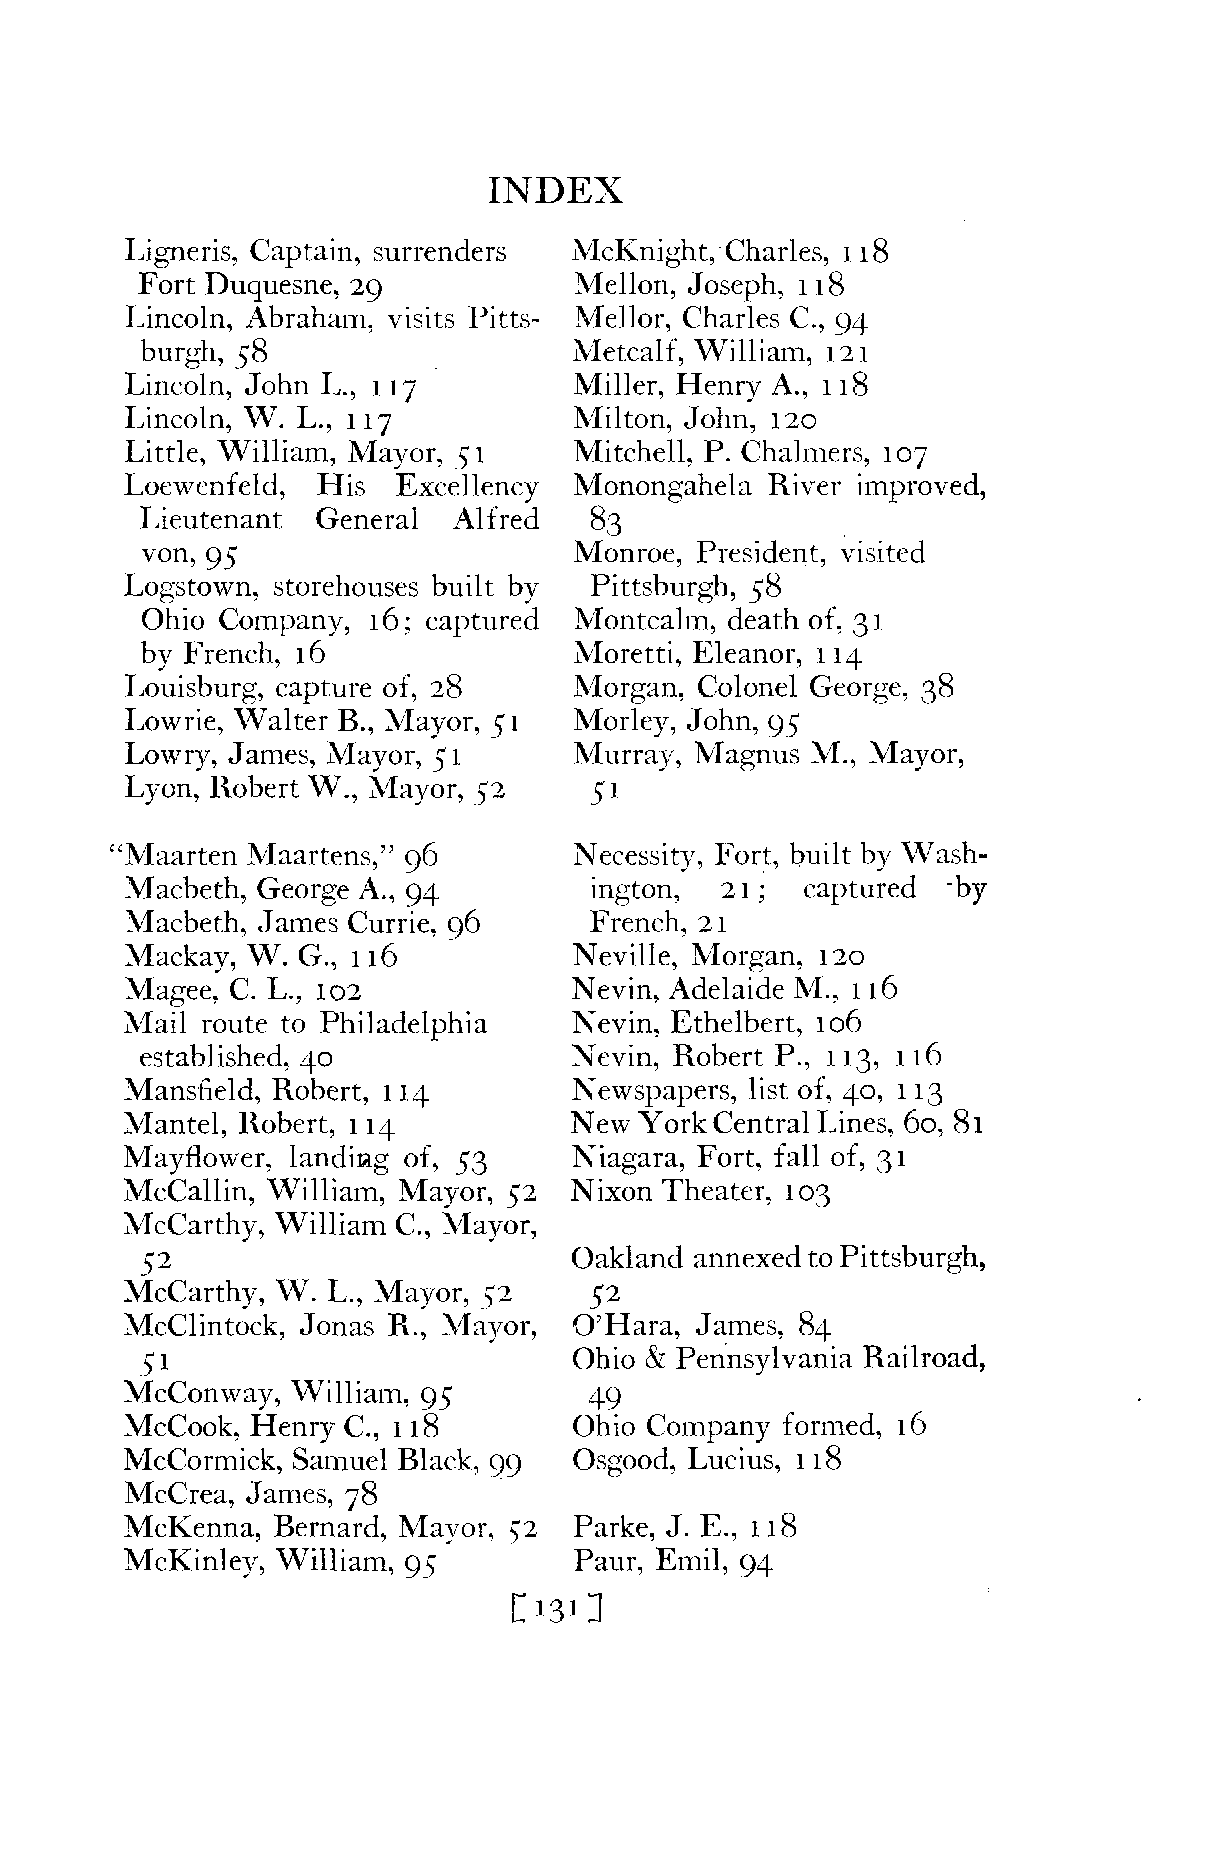 INDEX
Ligneris, Captain, surrenders
Fort Duquesne, 29
Lincoln, Abraham, visits Pitts-
burgh, 58
Lincoln, John L., 117
Lincoln, W. L., 117
Little, William, Mayor, 51
Loewenfeld, His Excellency
Lieutenant General Alfred
von, 95
Logstown, storehouses built by
Ohio Company, 16; captured
by French, 16
Louisburg, capture of, 28
Lowrie, Walter B., Mayor, 51
Lowry, James, Mayor, 51
Lyon, Robert W., Mayor, 52
"Maarten Maartens," 96
Macbeth, George A., 94
Macbeth, James Currie, 96
Mackay, W. G., 116
Magee, C. L., 102
Mail route to Philadelphia
established, 40
Mansfield, Robert, 114
Mantel, Robert, 114
Mayflower, landing of, 53
McCallin, William, Mayor, 52
McCarthy, William C., Mayor,
52
McCarthy, W. L., Mayor, 52
McClintock, Jonas R., Mayor,
51
McConway, William, 95
McCook, Henry C., 118
McCormick, Samuel Black, 99
McCrea, James, 78
McKenna, Bernard, Mayor, 52
McKinley, William, 95
McKnight, Charles, 118
Mellon, Joseph, 118
Mellor, Charles C., 94
Metcalf, William, 121
Miller, Henry A., 118
Milton, John, 120
Mitchell, P. Chalmers, 107
Monongahela River improved,
83
Monroe, President, visited
Pittsburgh, 58
Montcalm, death of, 31
Moretti, Eleanor, 114
Morgan, Colonel George, 38
Morley, John, 95
Murray, Magnus M., Mayor,
51
Necessity, Fort, built by Wash-
ington, 21; captured by
French, 21
Neville, Morgan, 120
Nevin, Adelaide M., 116
Nevin, Ethelbert, 106
Nevin, Robert P., 113, 116
Newspapers, list of, 40, 113
New York Central Lines, 60, 81
Niagara, Fort, fall of, 31
Nixon Theater, 103
Oakland annexed to Pittsburgh,
52
O'Hara, James, 84
Ohio & Pennsylvania Railroad,
49
Ohio Company formed, 16
Osgood, Lucius, 118
Parke, J. E., 118
Paur, Emil, 94
[131]